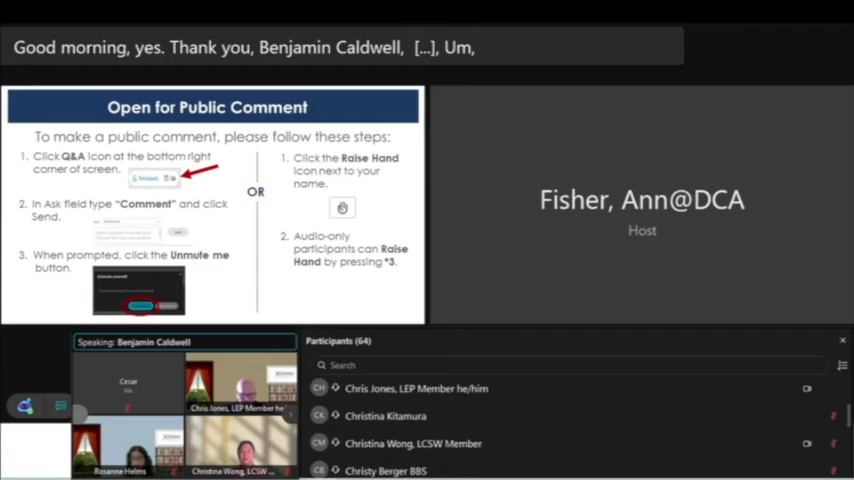 Good morning, yes. Thank you, Benjamin Caldwell, [...], Um,
Open for Public Comment
To make a public comment, please follow these steps:
1. Click Q&A icon at the bottom right
corner of screen.
2. In Ask field type "Comment" and click
Send.
3. When prompted, click the Unmute me
button.
OR
1. Click the Raise Hand
icon next to your
name.
2. Audio-only
participants can Raise
Hand by pressing *3.
Fisher, Ann@DCA
Host
Speaking: Benjamin Caldwell
Cesar
Chris Jones, LEP Member he
Rosanne Helms
Christina Wong, LCSW ...
Participants (64)
Search
CH Chris Jones, LEP Member he/him
CK Christina Kitamura
CM Christina Wong, LCSW Member
CB Christy Berger BBS